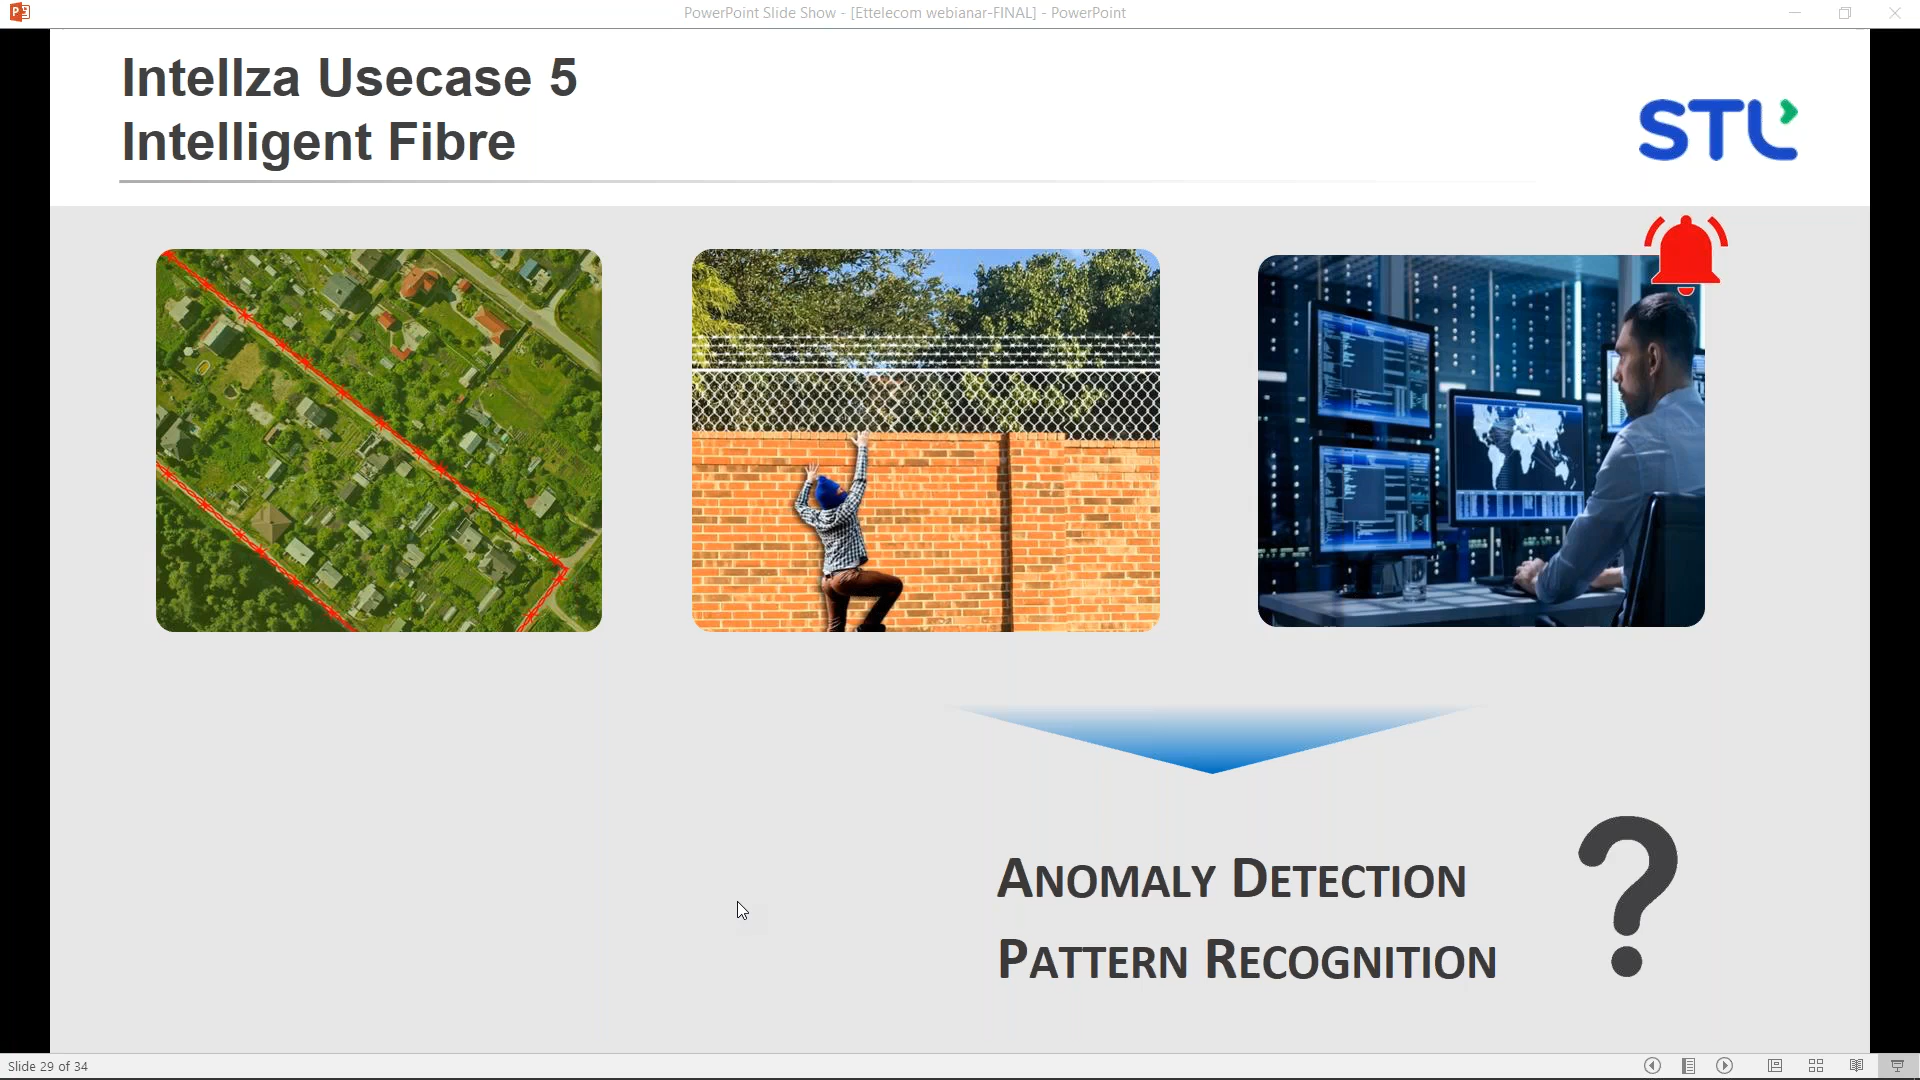 PowerPoint Slide Show - [Ettelecom webianar-FINAL] - PowerPoint
Intellza Usecase 5
Intelligent Fibre
STL
ANOMALY DETECTION
PATTERN RECOGNITION
?
Slide 29 of 34